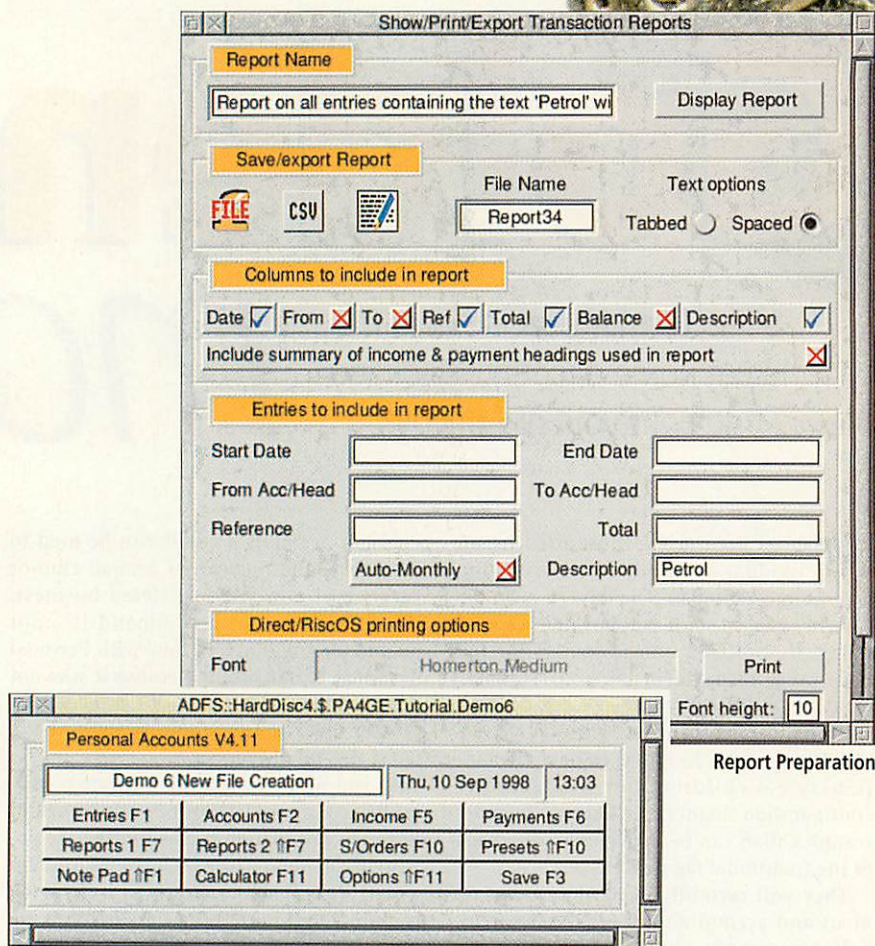 Show/Print/Export Transaction Reports
Report Name
Report on all entries containing the text 'Petrol' wi
Display Report
Save/export Report
FILE
CSV
File Name
Report34
Text options
Tabbed
Spaced
Columns to include in report
Date From To Ref Total Balance Description
Include summary of income & payment headings used in report
Entries to include in report
Start Date
End Date
From Acc/Head
To Acc/Head
Reference
Total
Auto-Monthly
Description Petrol
Direct/RiscOS printing options
Font Homerton.Medium Print
Font height: 10
Report Preparation
ADFS::HardDisc4.$.PA4GE.Tutorial.Demo6
Personal Accounts V4.11
Demo 6 New File Creation Thu,10 Sep 1998 13:03
Entries F1 Accounts F2 Income F5 Payments F6
Reports 1 F7 Reports 2 ⇑F7 S/Orders F10 Presets ⇑F10
Note Pad ⇑F1 Calculator F11 Options ⇑F11 Save F3